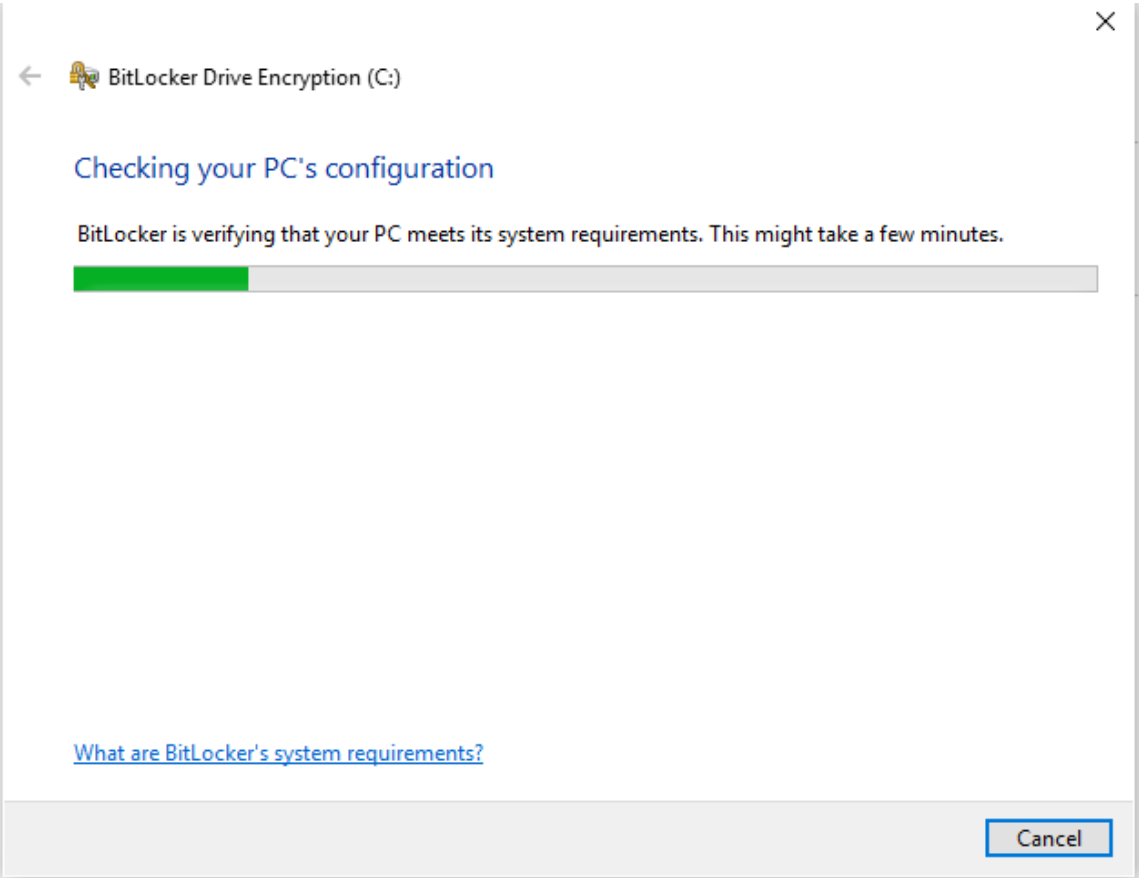 BitLocker Drive Encryption (C:)
Checking your PC's configuration
BitLocker is verifying that your PC meets its system requirements. This might take a few minutes.
What are BitLocker's system requirements?
Cancel